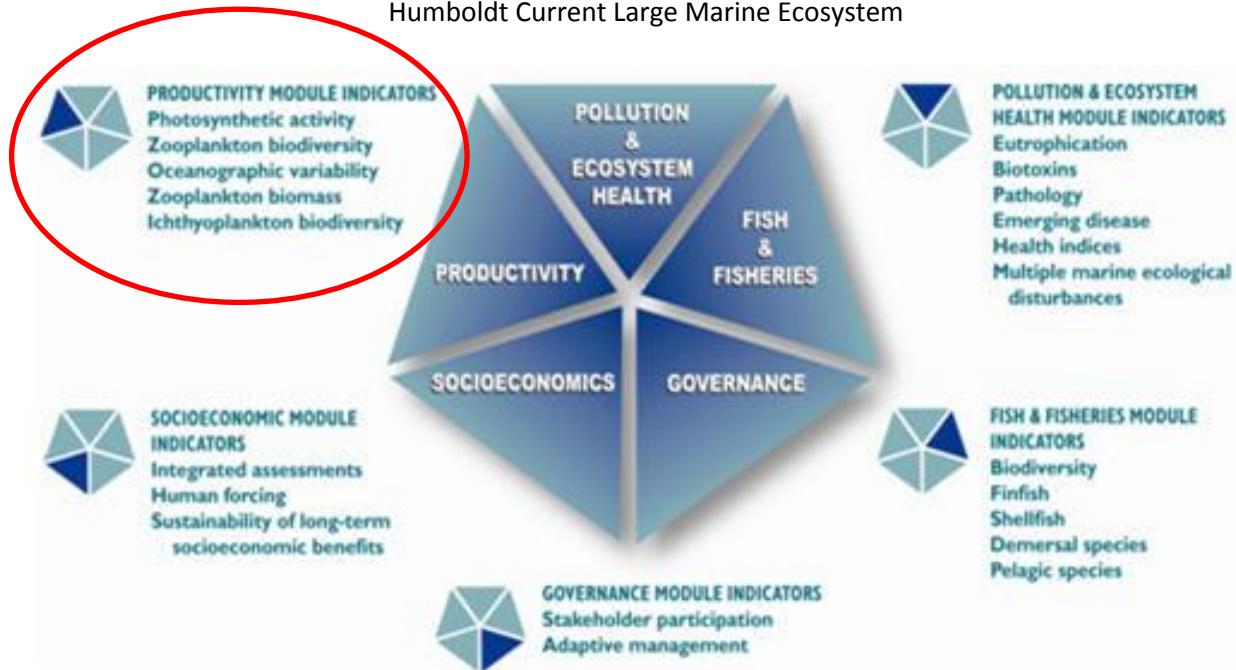 Humboldt Current Large Marine Ecosystem
PRODUCTIVITY MODULE INDICATORS
Photosynthetic activity
Zooplankton biodiversity
Oceanographic variability
Zooplankton biomass
Ichthyoplankton biodiversity
POLLUTION
&
ECOSYSTEM
HEALTH
FISH
&
FISHERIES
PRODUCTIVITY
SOCIOECONOMICS
GOVERNANCE
POLLUTION & ECOSYSTEM
HEALTH MODULE INDICATORS
Eutrophication
Biotoxins
Pathology
Emerging disease
Health indices
Multiple marine ecological
disturbances
SOCIOECONOMIC MODULE
INDICATORS
Integrated assessments
Human forcing
Sustainability of long-term
socioeconomic benefits
FISH & FISHERIES MODULE
INDICATORS
Biodiversity
Finfish
Shellfish
Demersal species
Pelagic species
GOVERNANCE MODULE INDICATORS
Stakeholder participation
Adaptive management